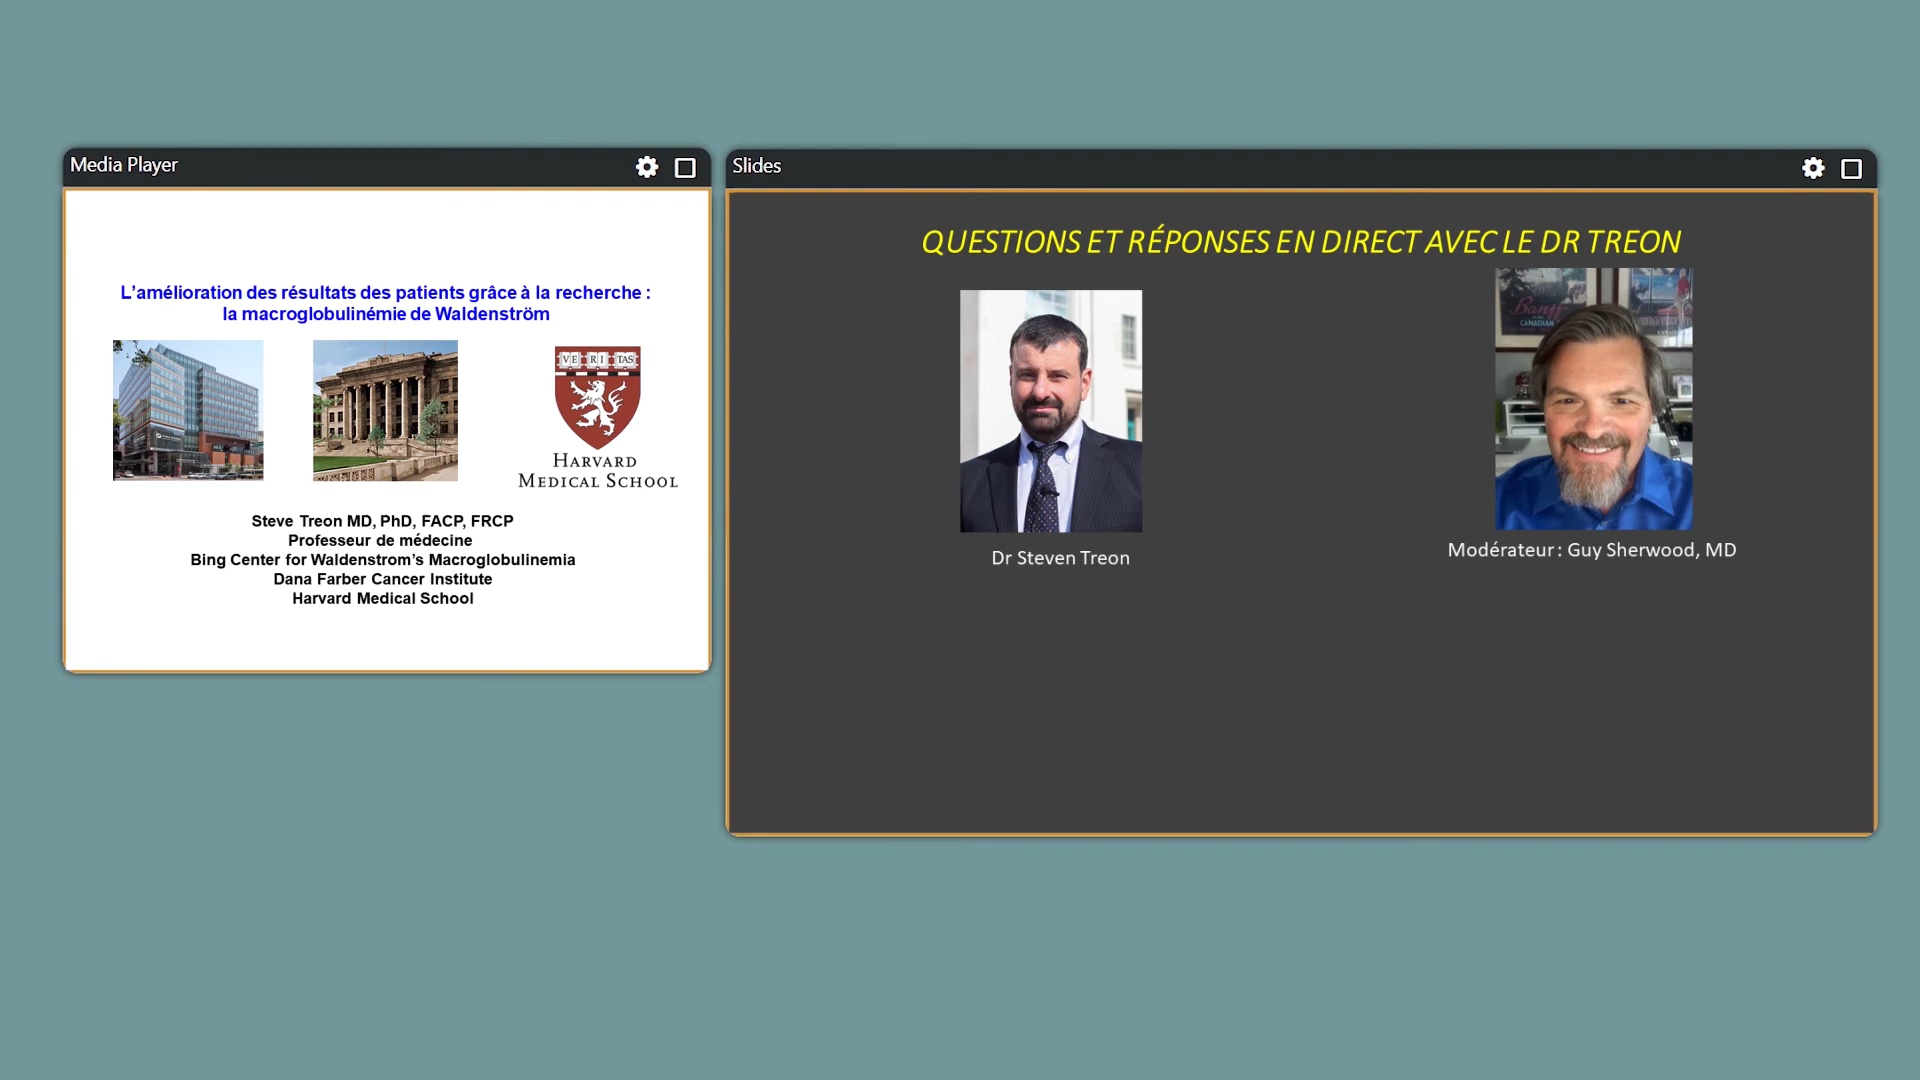 Media Player
L’amélioration des résultats des patients grâce à la recherche :
la macroglobulinémie de Waldenström
VE RI TAS
HARVARD
MEDICAL SCHOOL
Steve Treon MD, PhD, FACP, FRCP
Professeur de médecine
Bing Center for Waldenstrom’s Macroglobulinemia
Dana Farber Cancer Institute
Harvard Medical School
Slides
QUESTIONS ET RÉPONSES EN DIRECT AVEC LE DR TREON
Banff
CANADIAN
Dr Steven Treon
Modérateur : Guy Sherwood, MD